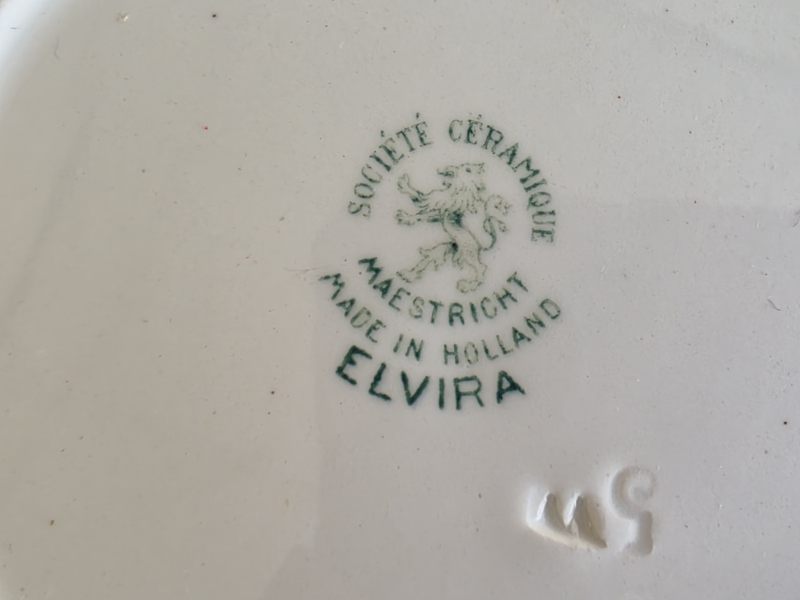 SOCIÉTÉ CÉRAMIQUE
MAESTRICHT
MADE IN HOLLAND
ELVIRA